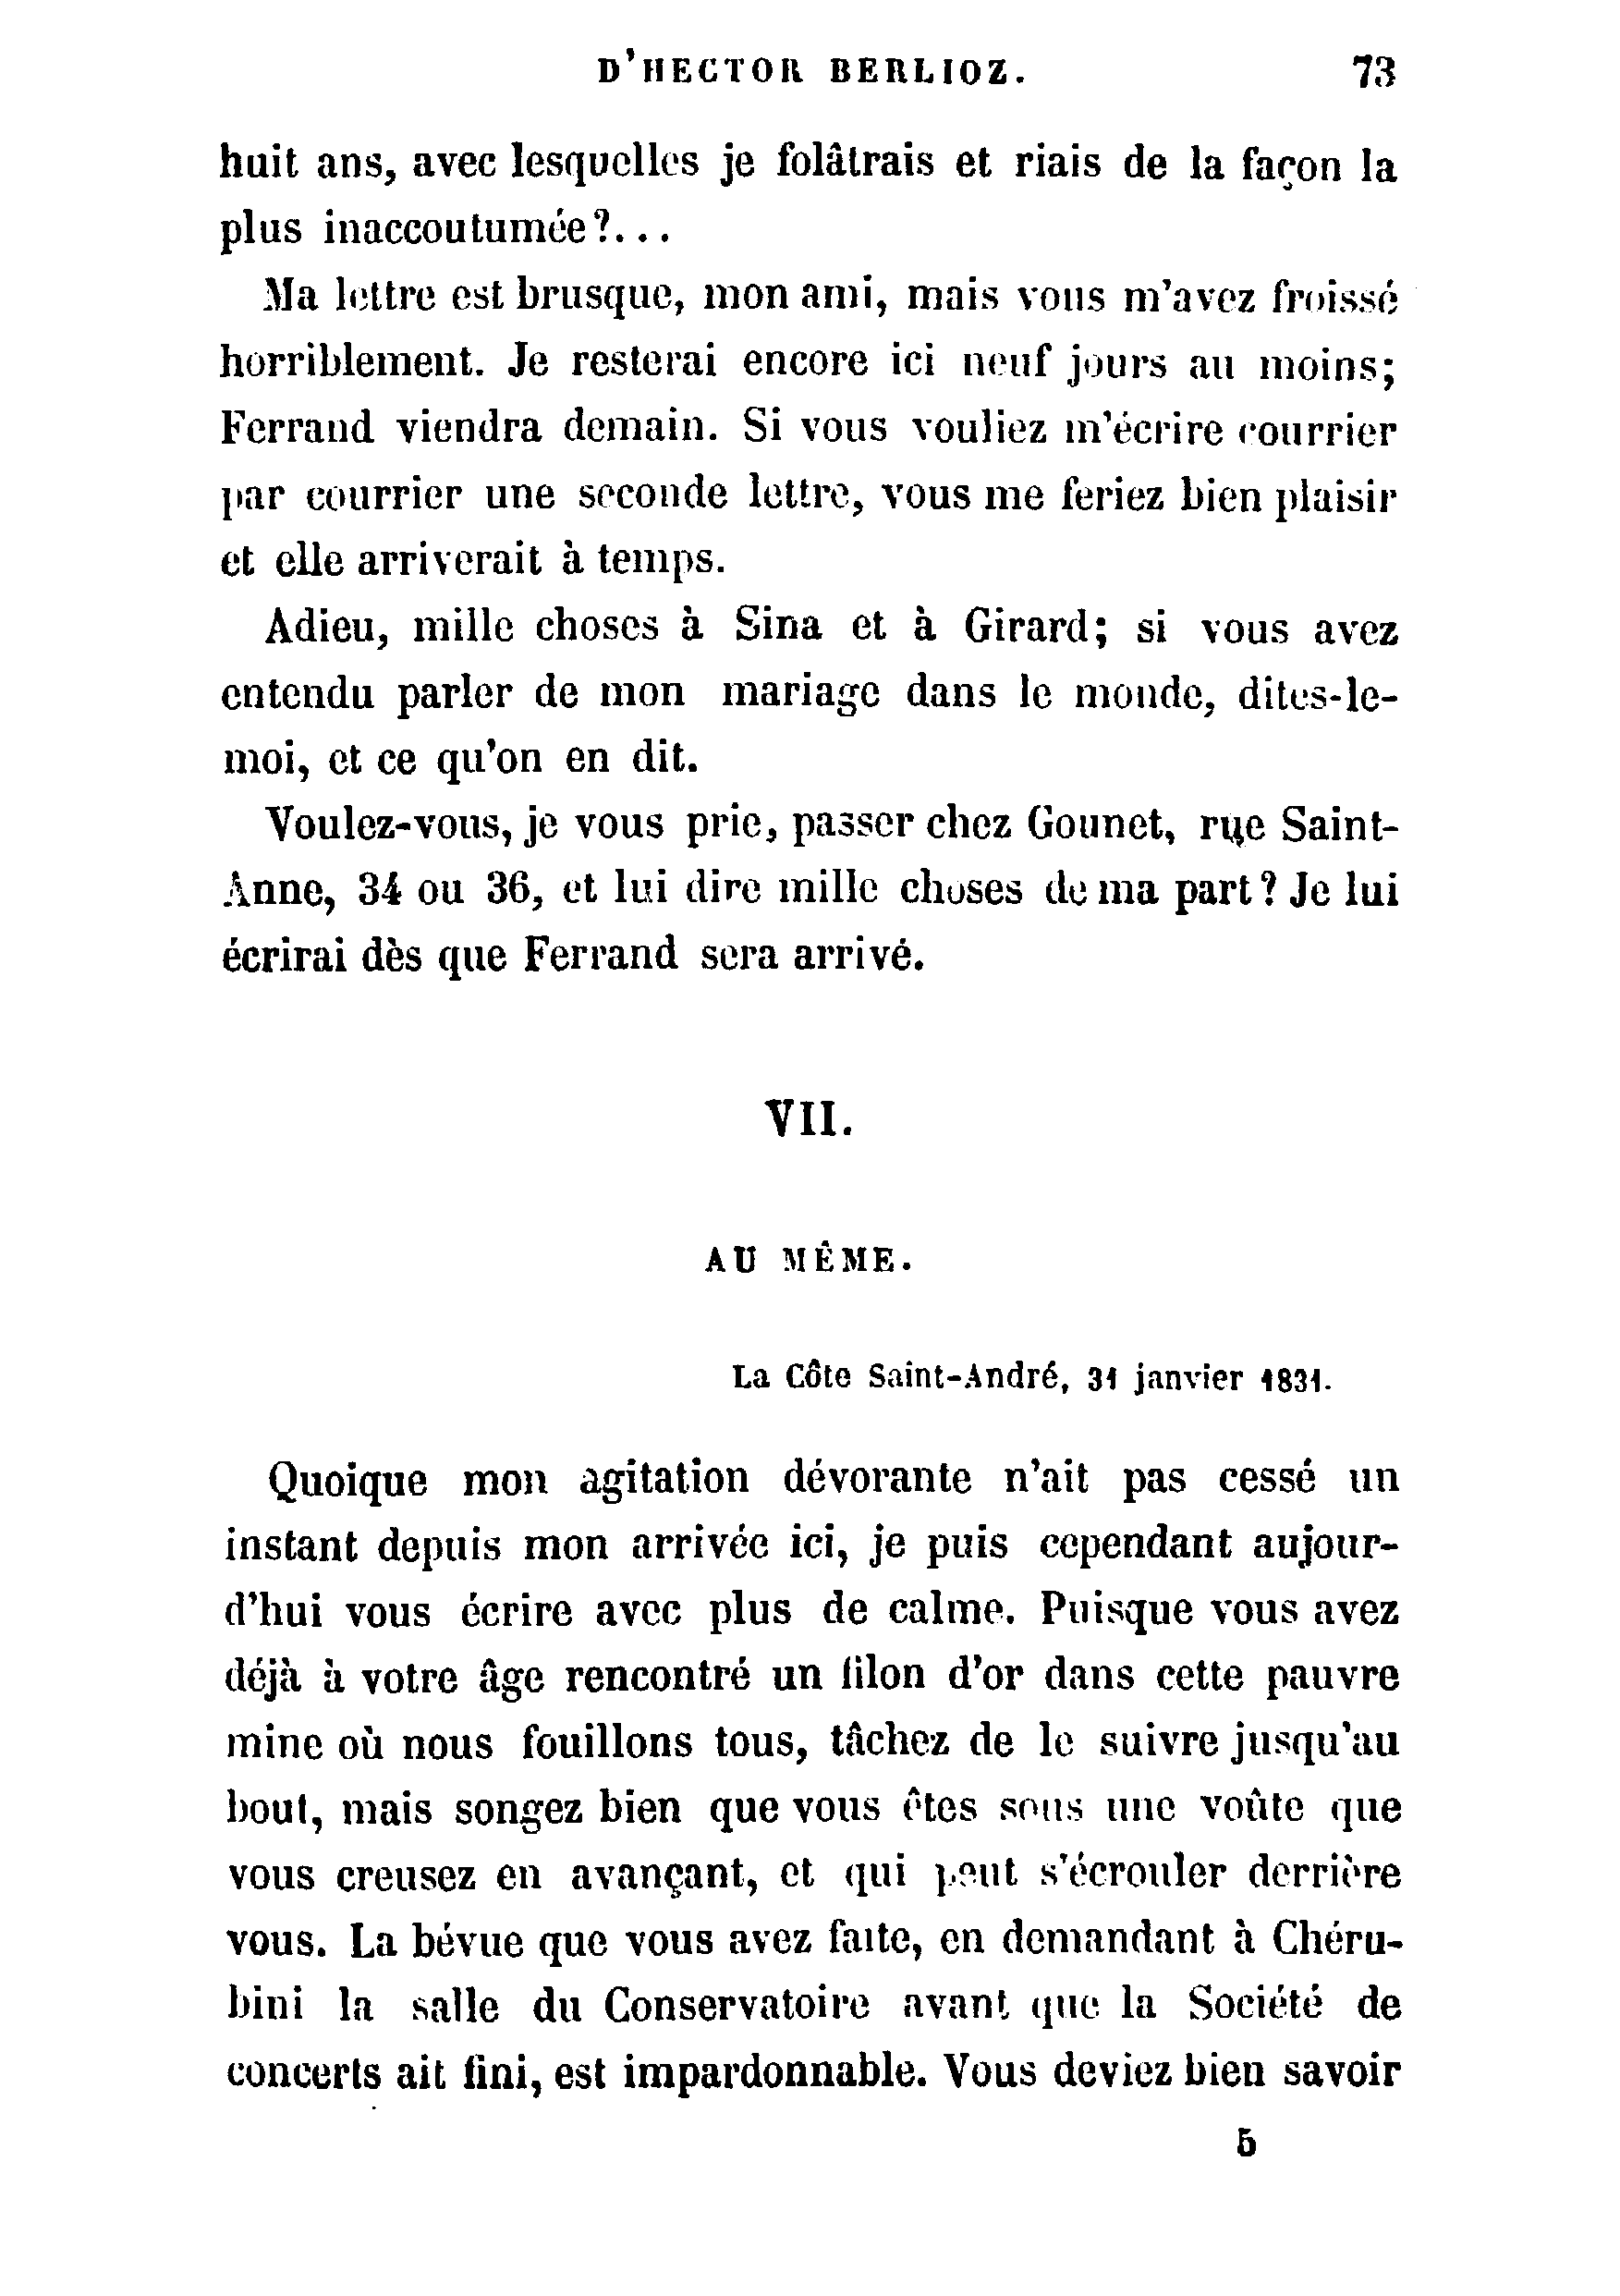 D'HECTOR BERLIOZ. 73
huit ans, avec lesquelles je folâtrais et riais de la façon la
plus inaccoutumée?...
Ma lettre est brusque, mon ami, mais vous m'avez froissé
horriblement. Je resterai encore ici neuf jours au moins;
Ferrand viendra demain. Si vous vouliez m'écrire courrier
par courrier une seconde lettre, vous me feriez bien plaisir
et elle arriverait à temps.
Adieu, mille choses à Sina et à Girard; si vous avez
entendu parler de mon mariage dans le monde, dites-le-
moi, et ce qu'on en dit.
Voulez-vous, je vous prie, passer chez Gounet, rue Saint-
Anne, 34 ou 36, et lui dire mille choses de ma part? Je lui
écrirai dès que Ferrand sera arrivé.
VII.
AU MÊME.
La Côte Saint-André, 31 janvier 1831.
Quoique mon agitation dévorante n'ait pas cessé un
instant depuis mon arrivée ici, je puis cependant aujour-
d'hui vous écrire avec plus de calme. Puisque vous avez
déjà à votre âge rencontré un filon d'or dans cette pauvre
mine où nous fouillons tous, tâchez de le suivre jusqu'au
bout, mais songez bien que vous êtes sous une voûte que
vous creusez en avançant, et qui peut s'écrouler derrière
vous. La bévue que vous avez faite, en demandant à Chéru-
bini la salle du Conservatoire avant que la Société de
concerts ait fini, est impardonnable. Vous deviez bien savoir
5